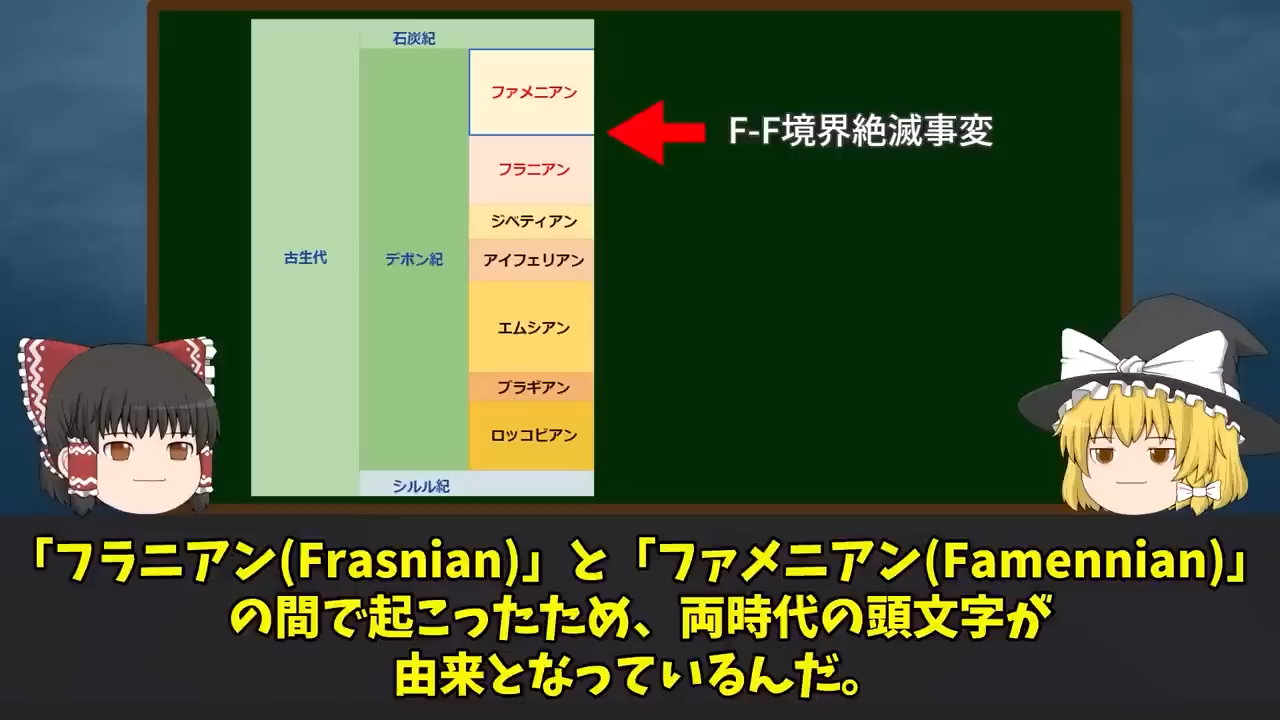 石炭紀
ファメニアン
F-F境界絶滅事変
フラニアン
ジベティアン
古生代
デボン紀
アイフェリアン
エムシアン
プラギアン
ロッコビアン
シルル紀
「フラニアン(Frasnian)」と「ファメニアン(Famennian)」
の間で起こったため、両時代の頭文字が
由来となっているんだ。